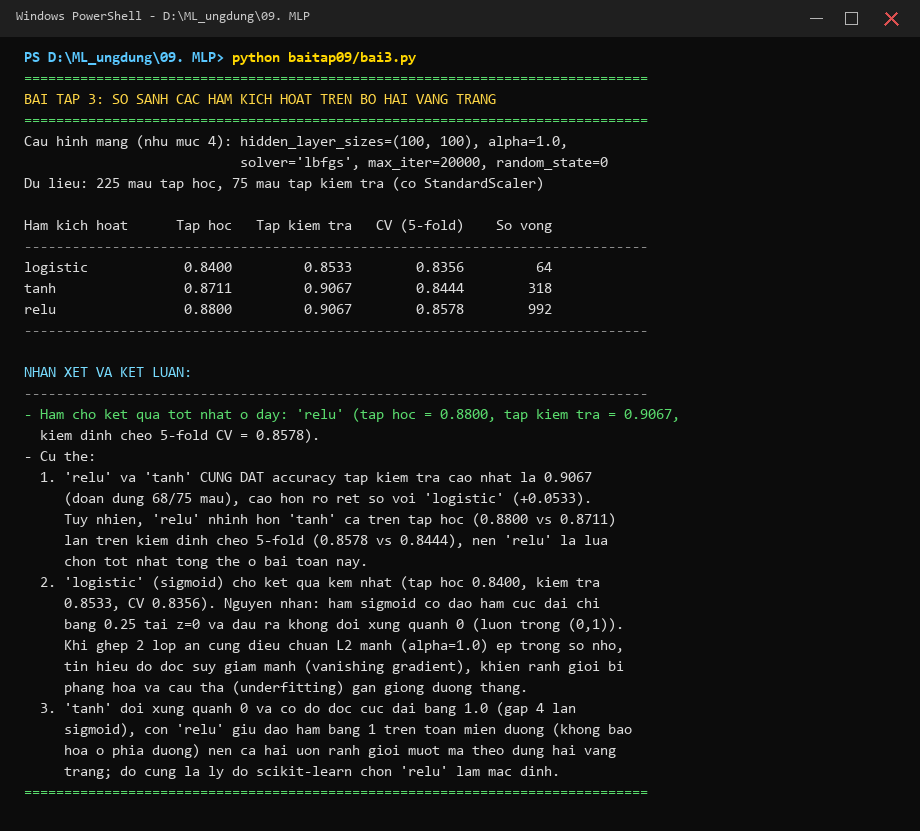 Windows PowerShell - D:\ML_ungdung\09. MLP
PS D:\ML_ungdung\09. MLP> python baitap09/bai3.py
==============================================================================
BAI TAP 3: SO SANH CAC HAM KICH HOAT TREN BO HAI VANG TRANG
==============================================================================
Cau hinh mang (nhu muc 4): hidden_layer_sizes=(100, 100), alpha=1.0,
                           solver='lbfgs', max_iter=20000, random_state=0
Du lieu: 225 mau tap hoc, 75 mau tap kiem tra (co StandardScaler)

Ham kich hoat      Tap hoc   Tap kiem tra   CV (5-fold)    So vong
------------------------------------------------------------------------------
logistic            0.8400         0.8533        0.8356         64
tanh                0.8711         0.9067        0.8444        318
relu                0.8800         0.9067        0.8578        992
------------------------------------------------------------------------------

NHAN XET VA KET LUAN:
------------------------------------------------------------------------------
- Ham cho ket qua tot nhat o day: 'relu' (tap hoc = 0.8800, tap kiem tra = 0.9067,
  kiem dinh cheo 5-fold CV = 0.8578).
- Cu the:
  1. 'relu' va 'tanh' CUNG DAT accuracy tap kiem tra cao nhat la 0.9067
     (doan dung 68/75 mau), cao hon ro ret so voi 'logistic' (+0.0533).
     Tuy nhien, 'relu' nhinh hon 'tanh' ca tren tap hoc (0.8800 vs 0.8711)
     lan tren kiem dinh cheo 5-fold (0.8578 vs 0.8444), nen 'relu' la lua
     chon tot nhat tong the o bai toan nay.
  2. 'logistic' (sigmoid) cho ket qua kem nhat (tap hoc 0.8400, kiem tra
     0.8533, CV 0.8356). Nguyen nhan: ham sigmoid co dao ham cuc dai chi
     bang 0.25 tai z=0 va dau ra khong doi xung quanh 0 (luon trong (0,1)).
     Khi ghep 2 lop an cung dieu chuan L2 manh (alpha=1.0) ep trong so nho,
     tin hieu do doc suy giam manh (vanishing gradient), khien ranh gioi bi
     phang hoa va cau tha (underfitting) gan giong duong thang.
  3. 'tanh' doi xung quanh 0 va co do doc cuc dai bang 1.0 (gap 4 lan
     sigmoid), con 'relu' giu dao ham bang 1 tren toan mien duong (khong bao
     hoa o phia duong) nen ca hai uon ranh gioi muot ma theo dung hai vang
     trang; do cung la ly do scikit-learn chon 'relu' lam mac dinh.
==============================================================================